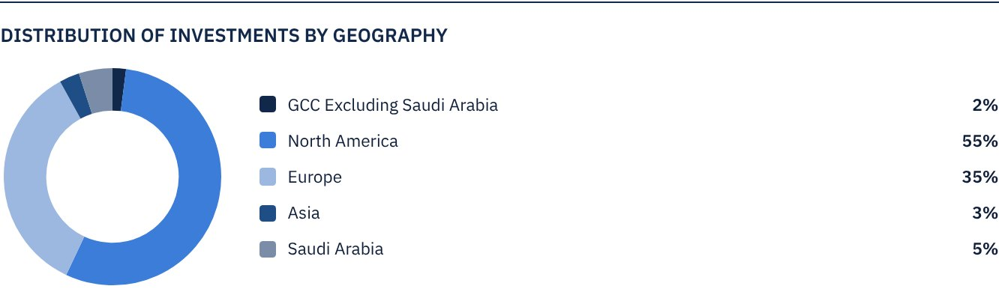 DISTRIBUTION OF INVESTMENTS BY GEOGRAPHY
GCC Excluding Saudi Arabia 2%
North America 55%
Europe 35%
Asia 3%
Saudi Arabia 5%